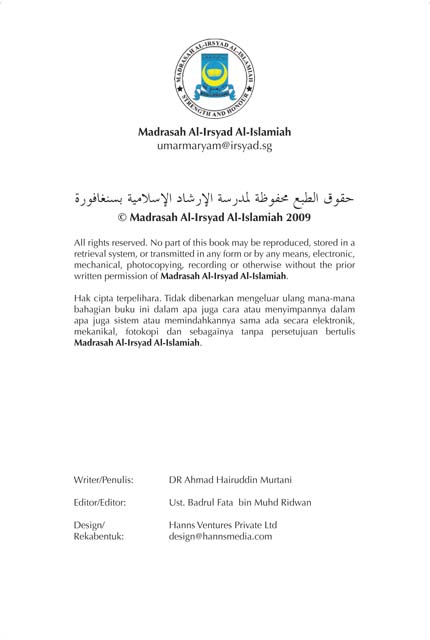 MADRASAH AL-IRSYAD AL-ISLAMIAH
STRENGTH AND HONOUR
Madrasah Al-Irsyad Al-Islamiah
umarmaryam@irsyad.sg
حقوق الطبع محفوظة لمدرسة الإرشاد الإسلامية بسنغافورة
© Madrasah Al-Irsyad Al-Islamiah 2009
All rights reserved. No part of this book may be reproduced, stored in a
retrieval system, or transmitted in any form or by any means, electronic,
mechanical, photocopying, recording or otherwise without the prior
written permission of Madrasah Al-Irsyad Al-Islamiah.
Hak cipta terpelihara. Tidak dibenarkan mengeluar ulang mana-mana
bahagian buku ini dalam apa juga cara atau menyimpannya dalam
apa juga sistem atau memindahkannya sama ada secara elektronik,
mekanikal, fotokopi dan sebagainya tanpa persetujuan bertulis
Madrasah Al-Irsyad Al-Islamiah.
Writer/Penulis: DR Ahmad Hairuddin Murtani
Editor/Editor: Ust. Badrul Fata bin Muhd Ridwan
Design/ Hanns Ventures Private Ltd
Rekabentuk: design@hannsmedia.com